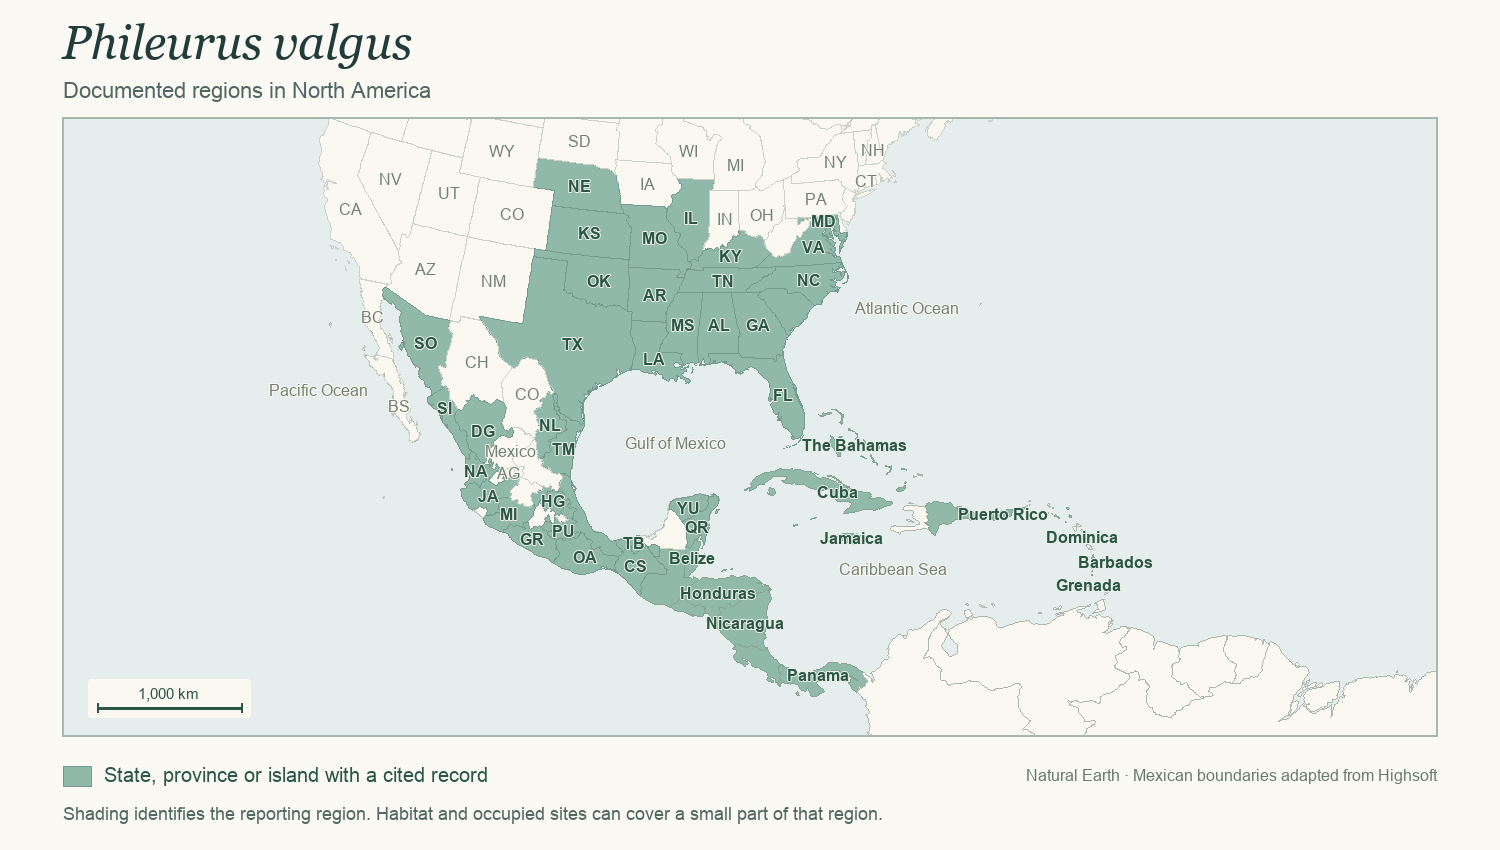 Phileurus valgus
Documented regions in North America
WY
SD
WI
MI
NY
NH
NV
UT
NE
IA
CT
PA
CA
CO
IL
IN
OH
MD
KS
MO
KY
VA
AZ
NM
OK
AR
TN
NC
Atlantic Ocean
BC
SO
TX
MS
AL
GA
CH
LA
Pacific Ocean
BS
SI
CO
FL
DG
NL
Gulf of Mexico
The Bahamas
Mexico
TM
NA
AG
JA
HG
Cuba
MI
YU
Puerto Rico
GR
PU
QR
Jamaica
Dominica
OA
TB
CS
Belize
Caribbean Sea
Barbados
Honduras
Grenada
Nicaragua
Panama
1,000 km
State, province or island with a cited record
Natural Earth · Mexican boundaries adapted from Highsoft
Shading identifies the reporting region. Habitat and occupied sites can cover a small part of that region.